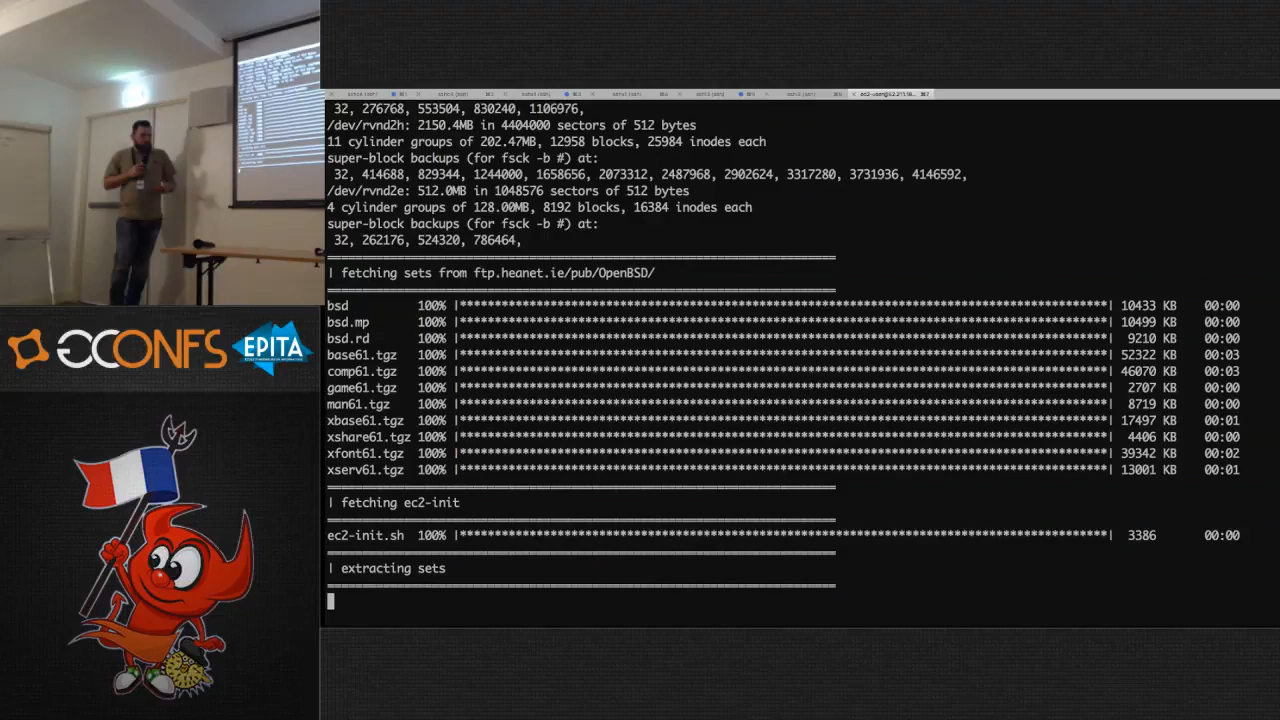 32, 276768, 553504, 830240, 1106976,
/dev/rvnd2h: 2150.4MB in 4404000 sectors of 512 bytes
11 cylinder groups of 202.47MB, 12958 blocks, 25984 inodes each
super-block backups (for fsck -b #) at:
32, 414688, 829344, 1244000, 1658656, 2073312, 2487968, 2902624, 3317280, 3731936, 4146592,
/dev/rvnd2e: 512.0MB in 1048576 sectors of 512 bytes
4 cylinder groups of 128.00MB, 8192 blocks, 16384 inodes each
super-block backups (for fsck -b #) at:
32, 262176, 524320, 786464,
| fetching sets from ftp.heanet.ie/pub/OpenBSD/
bsd 100% |**********************************************************************************************| 10433 KB 00:00
bsd.mp 100% |**********************************************************************************************| 10499 KB 00:00
bsd.rd 100% |**********************************************************************************************| 9210 KB 00:00
base61.tgz 100% |**********************************************************************************************| 52322 KB 00:03
comp61.tgz 100% |**********************************************************************************************| 46070 KB 00:03
game61.tgz 100% |**********************************************************************************************| 2707 KB 00:00
man61.tgz 100% |**********************************************************************************************| 8719 KB 00:00
xbase61.tgz 100% |**********************************************************************************************| 17497 KB 00:01
xshare61.tgz 100% |**********************************************************************************************| 4406 KB 00:00
xfont61.tgz 100% |**********************************************************************************************| 39342 KB 00:02
xserv61.tgz 100% |**********************************************************************************************| 13001 KB 00:01
| fetching ec2-init
ec2-init.sh 100% |**********************************************************************************************| 3386 00:00
| extracting sets
GCONFS
EPITA